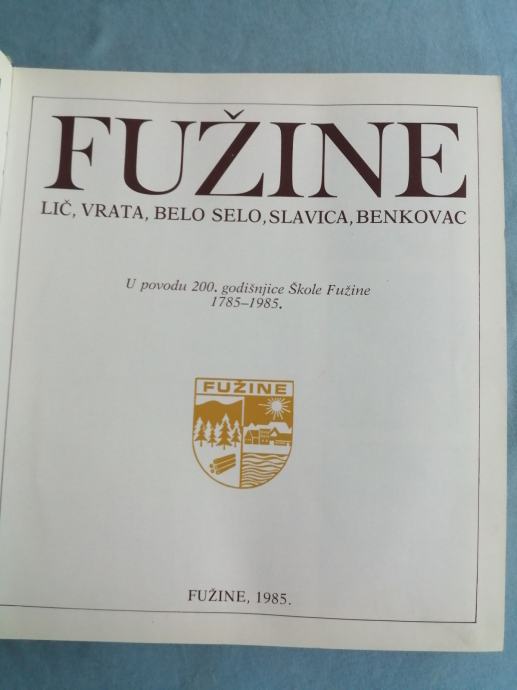 FUŽINE
LIČ, VRATA, BELO SELO, SLAVICA, BENKOVAC
U povodu 200. godišnjice Škole Fužine
1785–1985.
FUŽINE
FUŽINE, 1985.